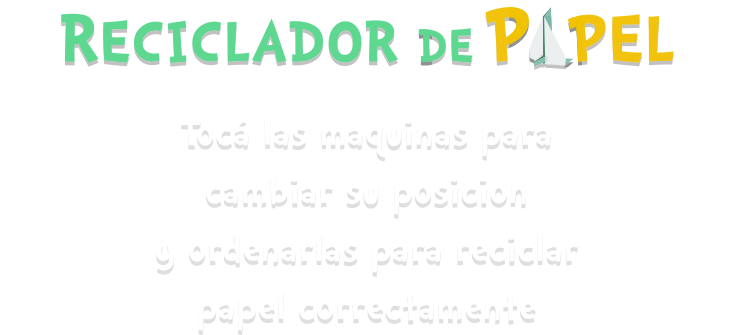 RECICLADOR DE PAPEL
Tocá las maquinas para
cambiar su posicion
y ordenarlas para reciclar
papel correctamente